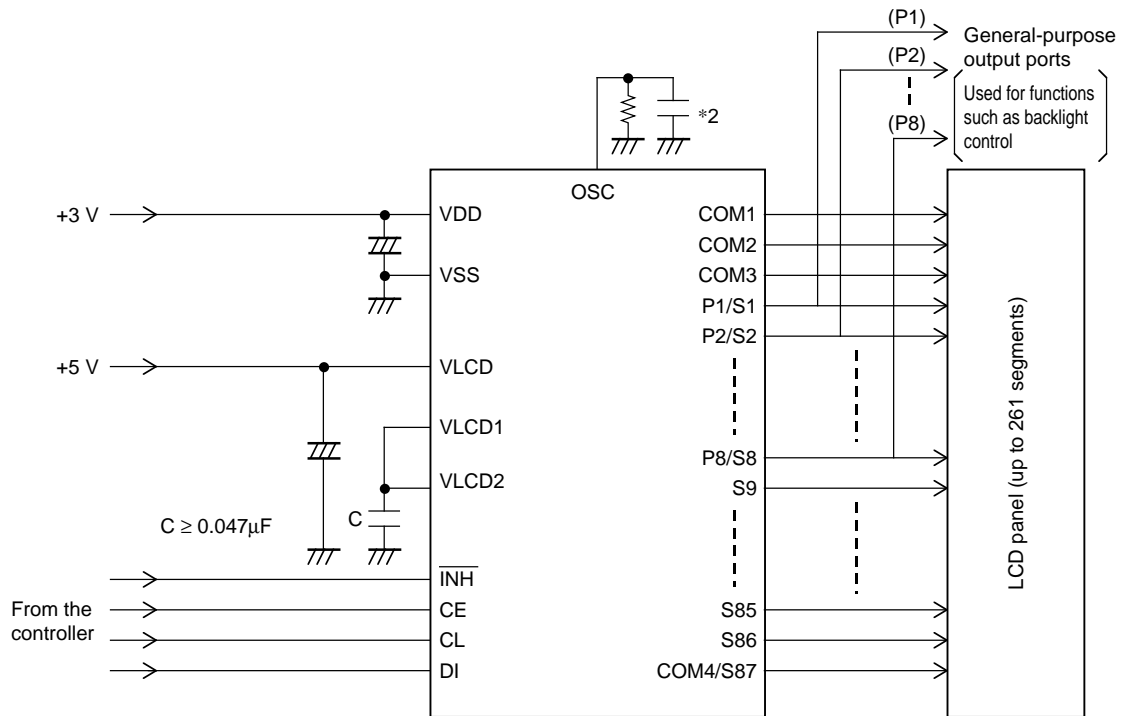 (P1)
General-purpose
output ports
(P2)
Used for functions
such as backlight
control
(P8)
*2
OSC
+3 V
VDD
VSS
+5 V
VLCD
VLCD1
VLCD2
C
C ≥ 0.047μF
From the
controller
INH
CE
CL
DI
COM1
COM2
COM3
P1/S1
P2/S2
P8/S8
S9
S85
S86
COM4/S87
LCD panel (up to 261 segments)